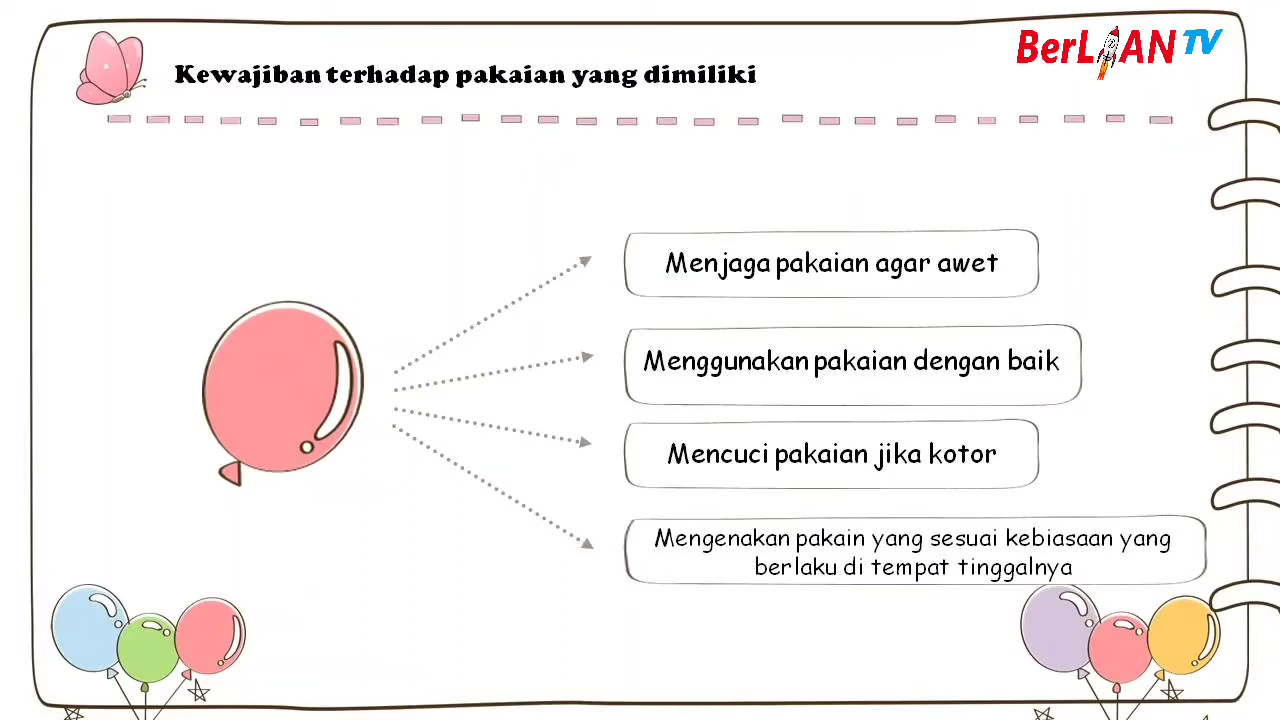 BerLIAN TV
Kewajiban terhadap pakaian yang dimiliki
Menjaga pakaian agar awet
Menggunakan pakaian dengan baik
Mencuci pakaian jika kotor
Mengenakan pakain yang sesuai kebiasaan yang
berlaku di tempat tinggalnya